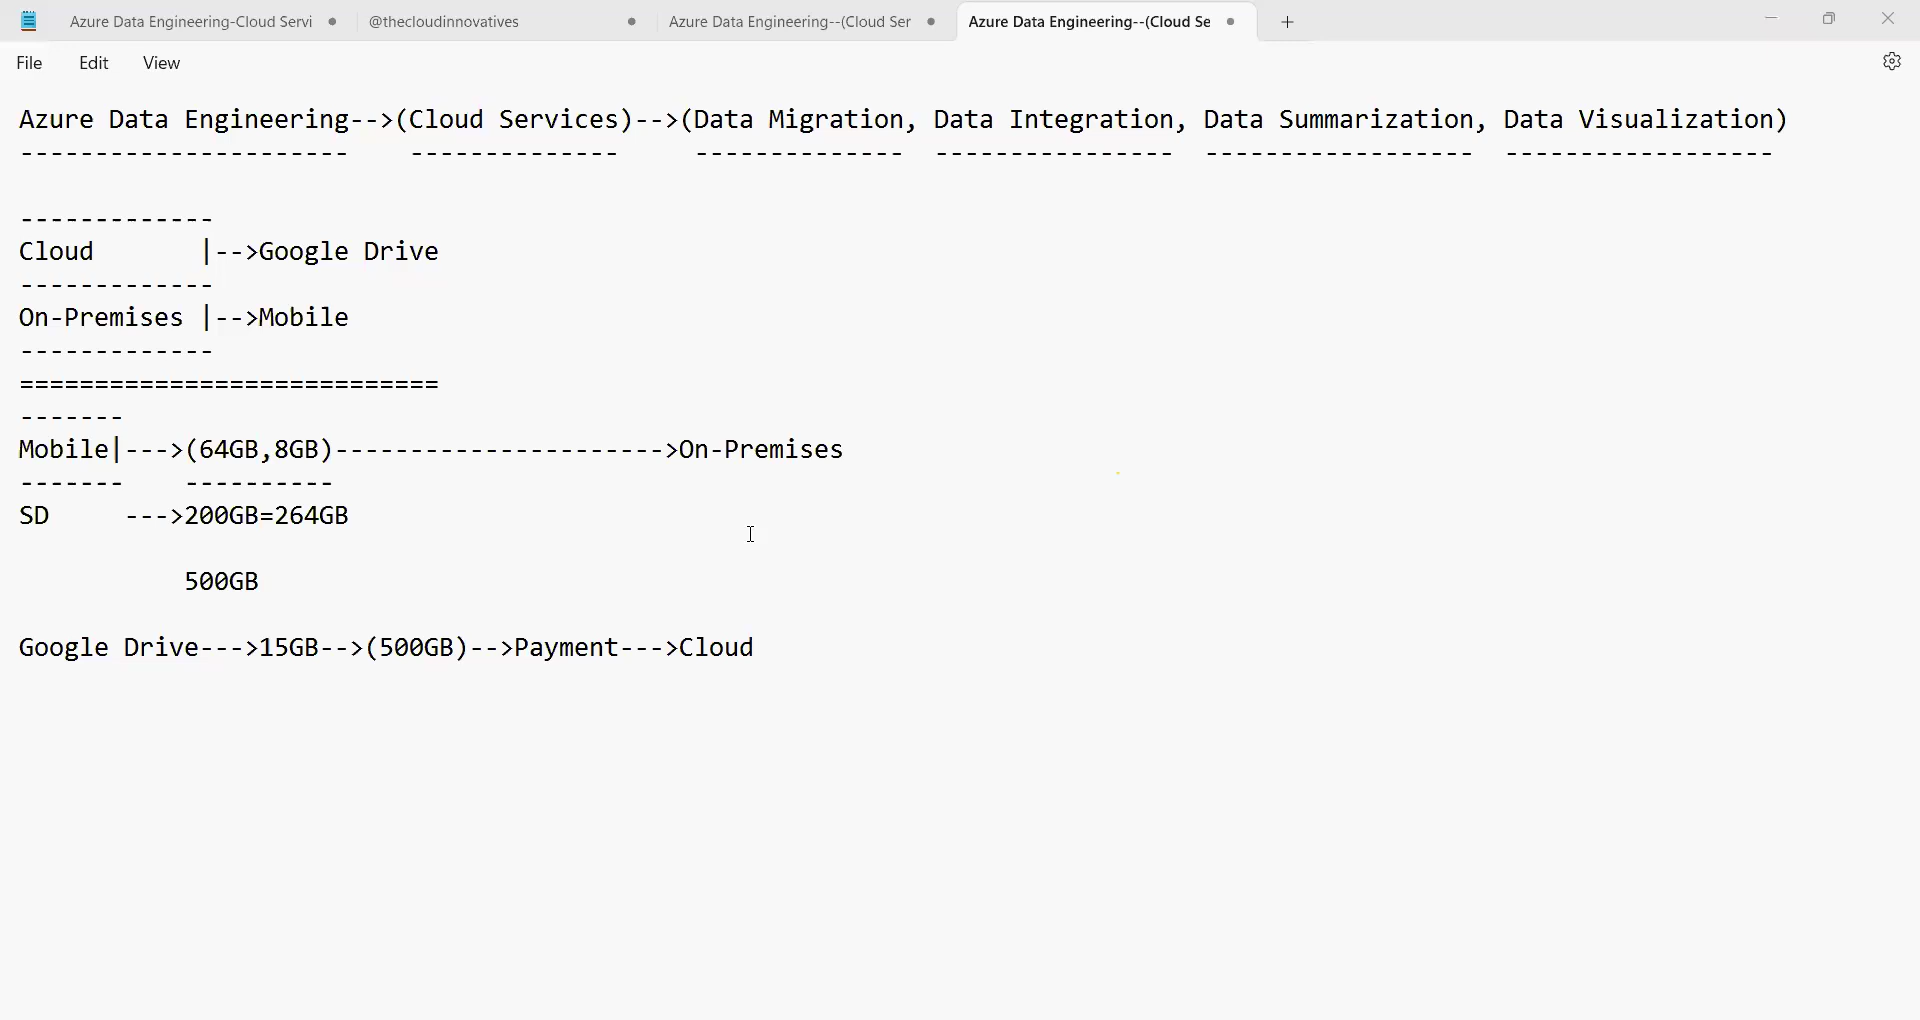 Azure Data Engineering-Cloud Servi
@thecloudinnovatives
Azure Data Engineering--(Cloud Ser
Azure Data Engineering--(Cloud Se
File Edit View
Azure Data Engineering-->(Cloud Services)-->(Data Migration, Data Integration, Data Summarization, Data Visualization)
---------------------- -------------- -------------- ---------------- ------------------ ------------------
-------------
Cloud |-->Google Drive
-------------
On-Premises |-->Mobile
-------------
============================
-------
Mobile|--->(64GB,8GB)---------------------->On-Premises
------- ----------
SD --->200GB=264GB
500GB
Google Drive--->15GB-->(500GB)-->Payment--->Cloud